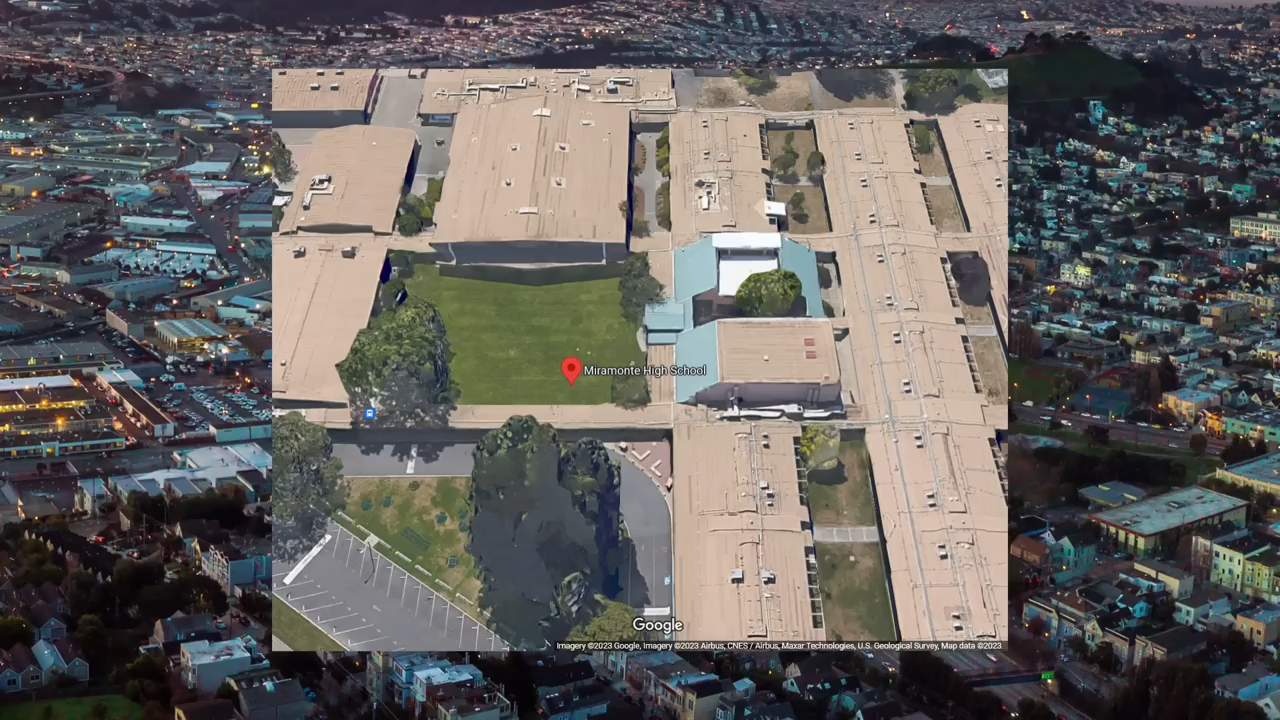 Miramonte High School
Google
Imagery ©2023 Google, Imagery ©2023 Airbus, CNES / Airbus, Maxar Technologies, U.S. Geological Survey, Map data ©2023